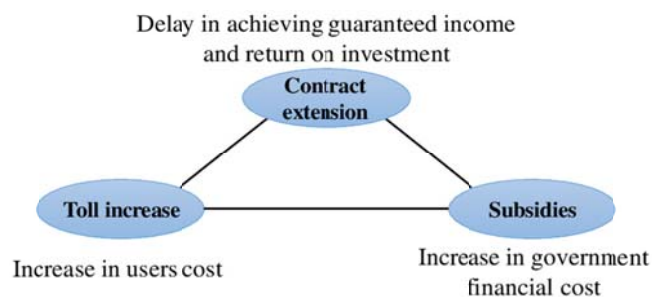 Delay in achieving guaranteed income
and return on investment
Contract
extension
Toll increase
Subsidies
Increase in users cost
Increase in government
financial cost